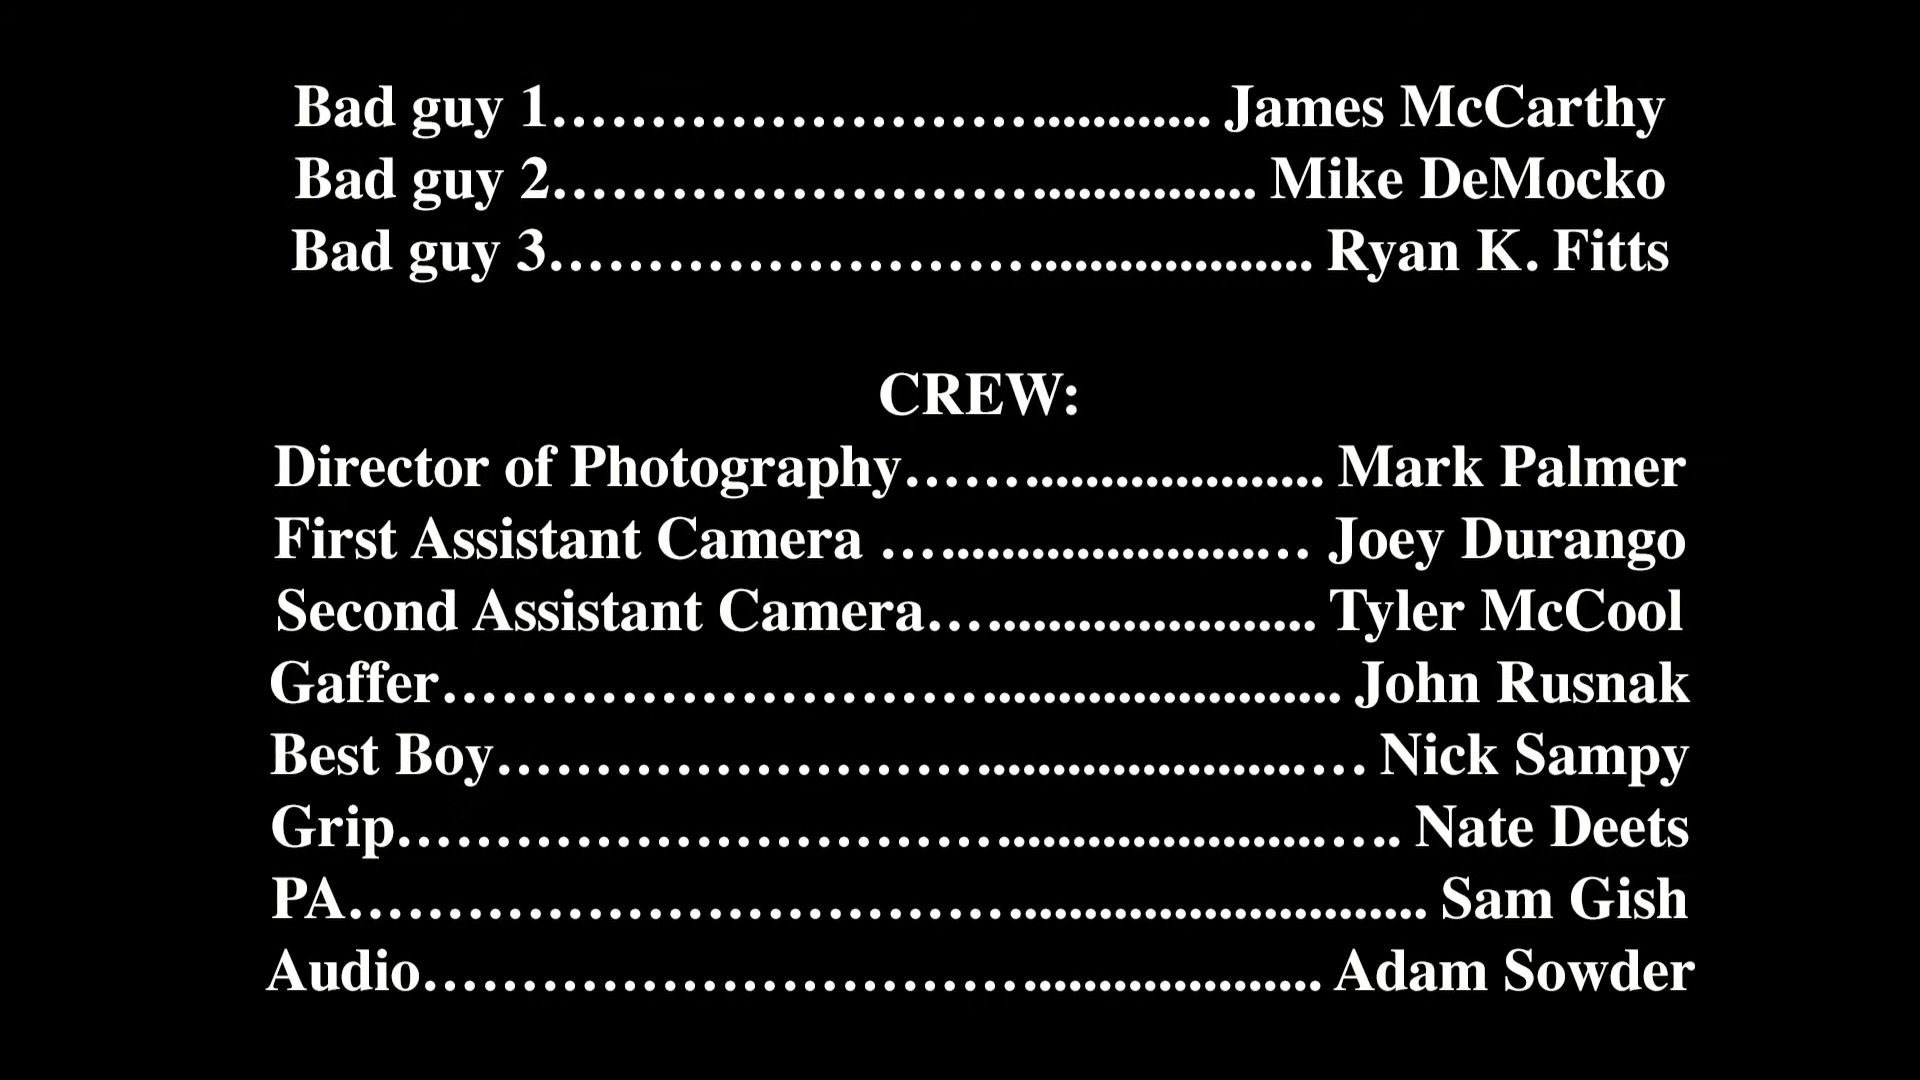 Bad guy 1……………………............ James McCarthy
Bad guy 2……………………............... Mike DeMocko
Bad guy 3……………………................... Ryan K. Fitts
CREW:
Director of Photography……..................... Mark Palmer
First Assistant Camera ….......................… Joey Durango
Second Assistant Camera…....................... Tyler McCool
Gaffer………………………......................... John Rusnak
Best Boy……………………......................… Nick Sampy
Grip…………………………......................…. Nate Deets
PA……………………………............................. Sam Gish
Audio…………………………..................... Adam Sowder